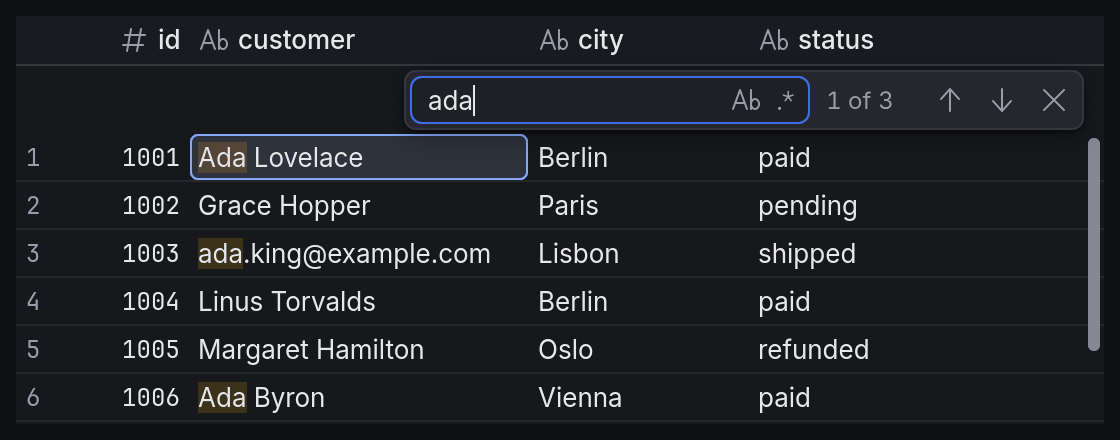 # id Ab customer Ab city Ab status
ada Ab .* 1 of 3
1 1001 Ada Lovelace Berlin paid
2 1002 Grace Hopper Paris pending
3 1003 ada.king@example.com Lisbon shipped
4 1004 Linus Torvalds Berlin paid
5 1005 Margaret Hamilton Oslo refunded
6 1006 Ada Byron Vienna paid